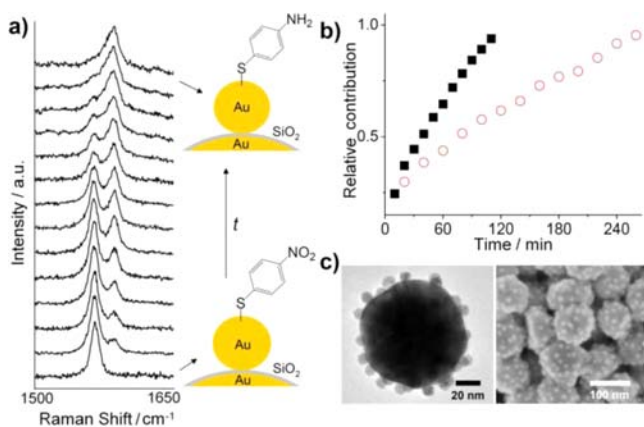 a)
Intensity / a.u.
1500
1650
Raman Shift / cm⁻¹
NH₂
S
Au
SiO₂
Au
t
NO₂
S
Au
SiO₂
Au
b)
Relative contribution
1.0
0.5
0
60
120
180
240
Time / min
c)
20 nm
100 nm